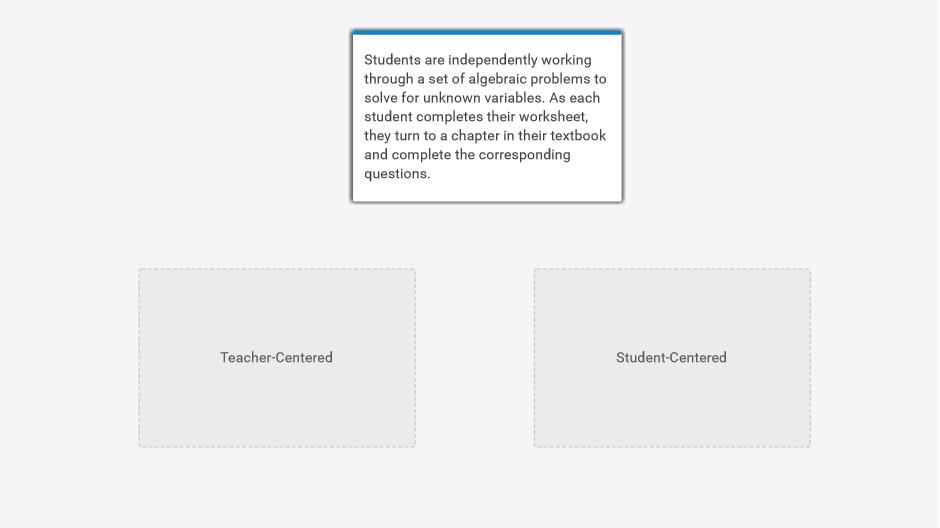 Students are independently working
through a set of algebraic problems to
solve for unknown variables. As each
student completes their worksheet,
they turn to a chapter in their textbook
and complete the corresponding
questions.
Teacher-Centered
Student-Centered